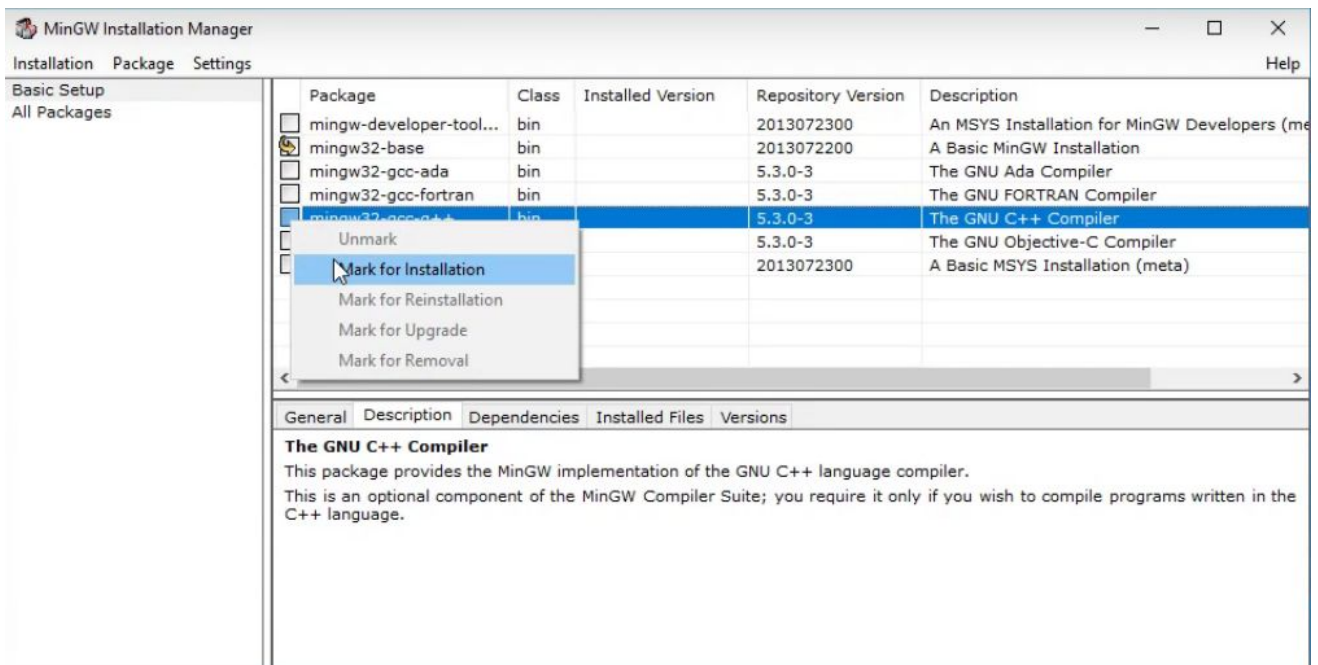 MinGW Installation Manager
Installation Package Settings Help
Basic Setup
All Packages
Package Class Installed Version Repository Version Description
mingw-developer-tool... bin 2013072300 An MSYS Installation for MinGW Developers (me
mingw32-base bin 2013072200 A Basic MinGW Installation
mingw32-gcc-ada bin 5.3.0-3 The GNU Ada Compiler
mingw32-gcc-fortran bin 5.3.0-3 The GNU FORTRAN Compiler
mingw32-gcc-g++ bin 5.3.0-3 The GNU C++ Compiler
5.3.0-3 The GNU Objective-C Compiler
2013072300 A Basic MSYS Installation (meta)
Unmark
Mark for Installation
Mark for Reinstallation
Mark for Upgrade
Mark for Removal
General Description Dependencies Installed Files Versions
The GNU C++ Compiler
This package provides the MinGW implementation of the GNU C++ language compiler.
This is an optional component of the MinGW Compiler Suite; you require it only if you wish to compile programs written in the
C++ language.